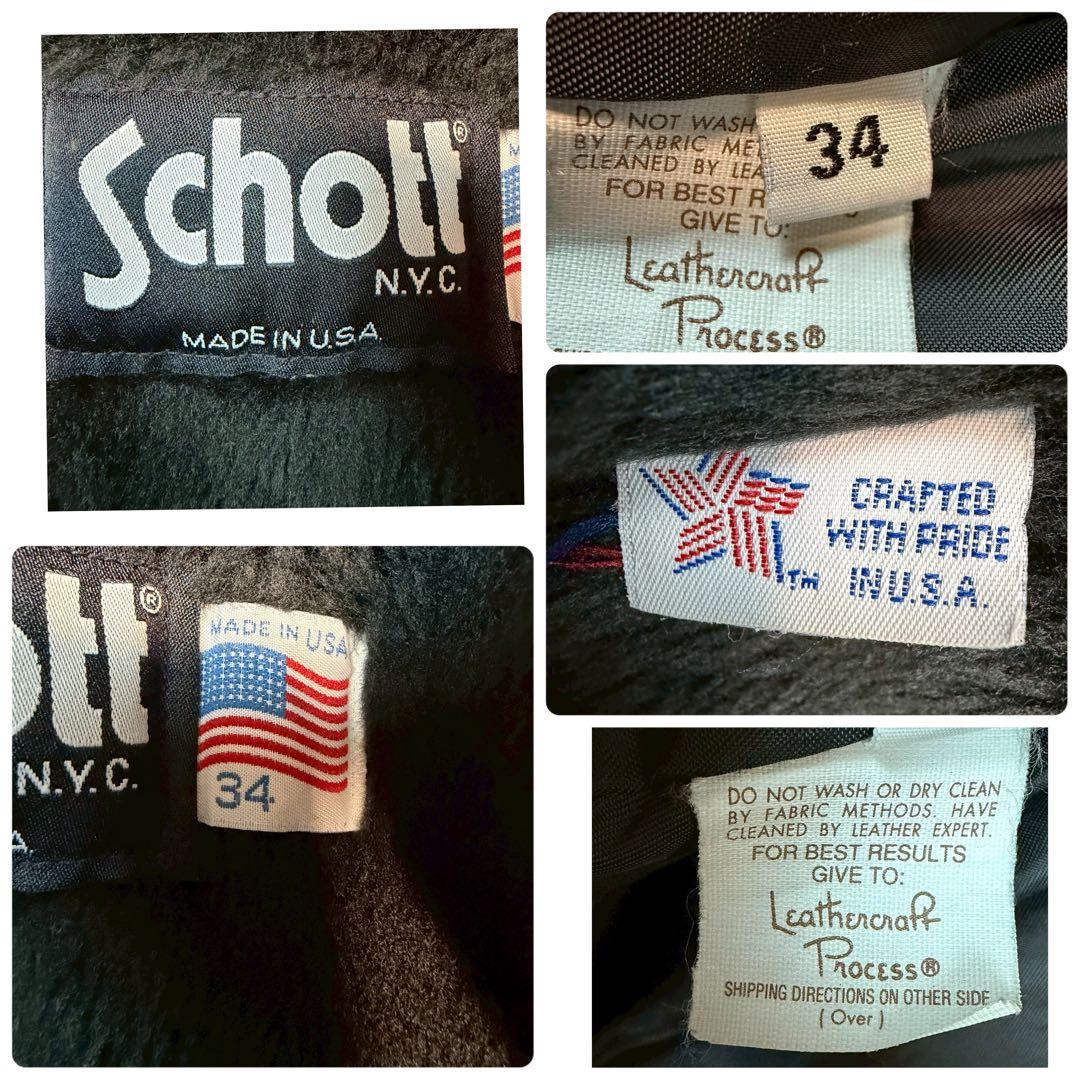 Schott®
N.Y.C.
MADE IN U.S.A.
M
DO NOT WASH
BY FABRIC
CLEANED BY
FOR BEST
GIVE TO:
Leathercraft
Process®
34
tt®
N.Y.C.
A
MADE IN USA
34
CRAFTED
WITH PRIDE
IN U.S.A.
TM
DO NOT WASH OR DRY CLEAN
BY FABRIC METHODS. HAVE
CLEANED BY LEATHER EXPERT.
FOR BEST RESULTS
GIVE TO:
Leathercraft
Process®
SHIPPING DIRECTIONS ON OTHER SIDE
(Over)